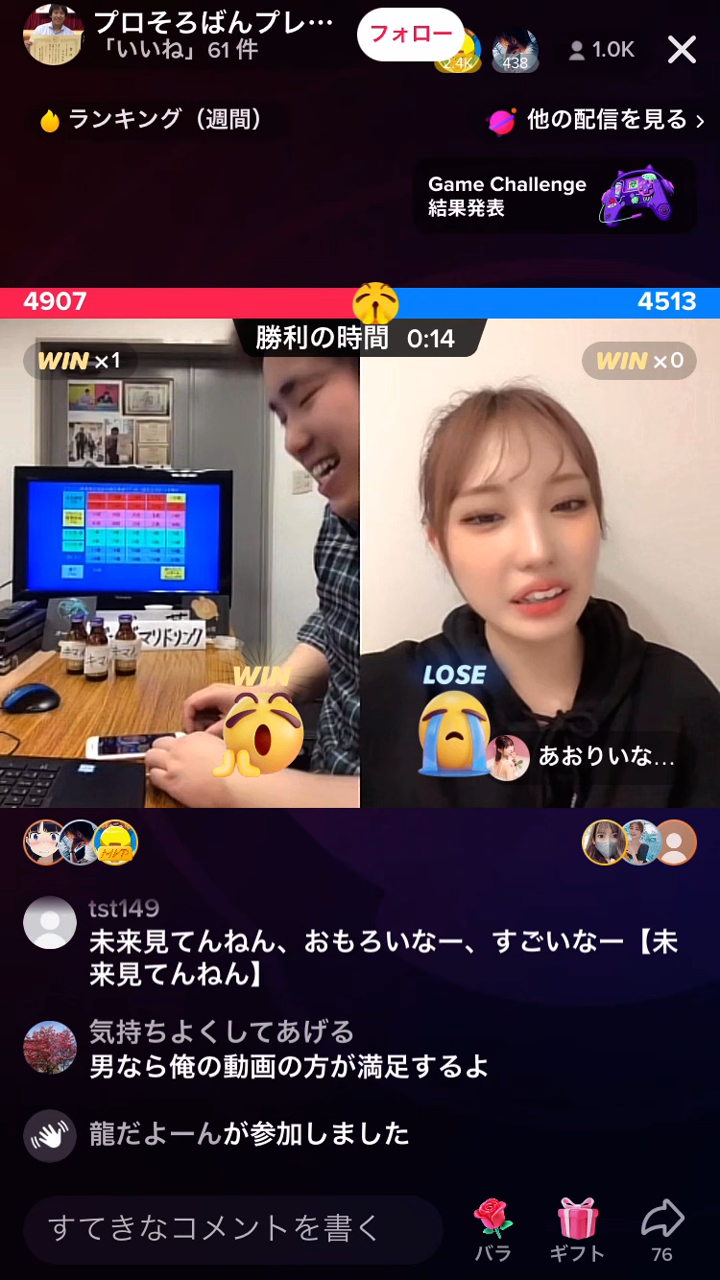 プロそろばんプレ…
「いいね」61 件
フォロー
2.4K
438
1.0K
ランキング（週間）
他の配信を見る
Game Challenge
結果発表
4907
4513
勝利の時間 0:14
WIN ×1
WIN ×0
マリドリンク
WIN
LOSE
あおりいな…
tst149
未来見てんねん、おもろいなー、すごいなー【未
来見てんねん】
気持ちよくしてあげる
男なら俺の動画の方が満足するよ
龍だよーんが参加しました
すてきなコメントを書く
バラ
ギフト
76